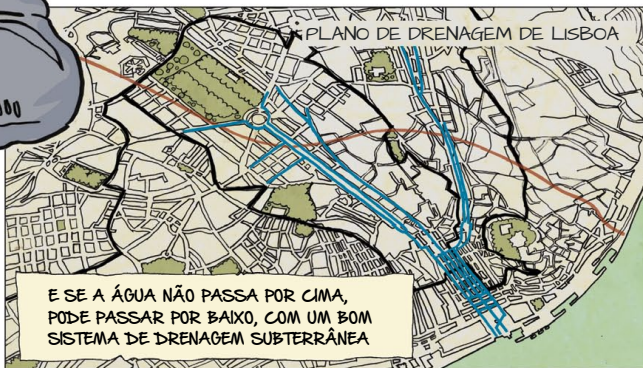 PLANO DE DRENAGEM DE LISBOA
E SE A ÁGUA NÃO PASSA POR CIMA,
PODE PASSAR POR BAIXO, COM UM BOM
SISTEMA DE DRENAGEM SUBTERRÂNEA